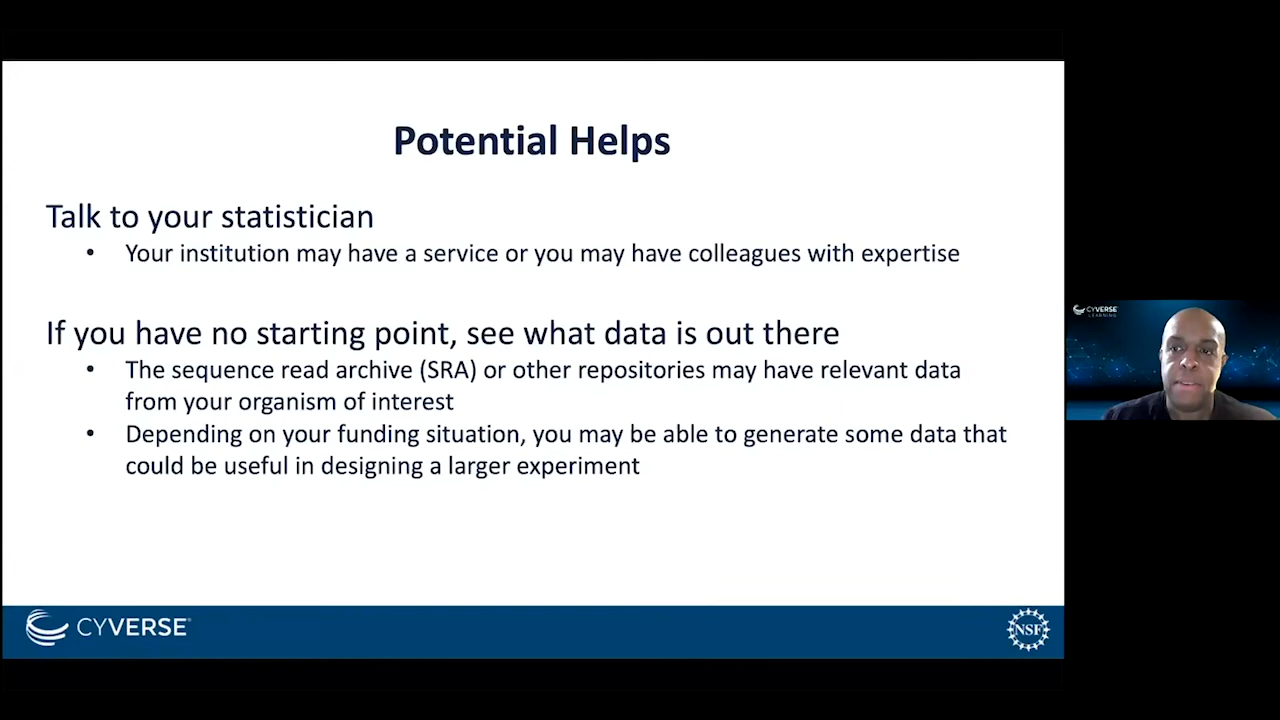 Potential Helps
Talk to your statistician
• Your institution may have a service or you may have colleagues with expertise
If you have no starting point, see what data is out there
• The sequence read archive (SRA) or other repositories may have relevant data
from your organism of interest
• Depending on your funding situation, you may be able to generate some data that
could be useful in designing a larger experiment
CYVERSE
LEARNING
CYVERSE®
NSF